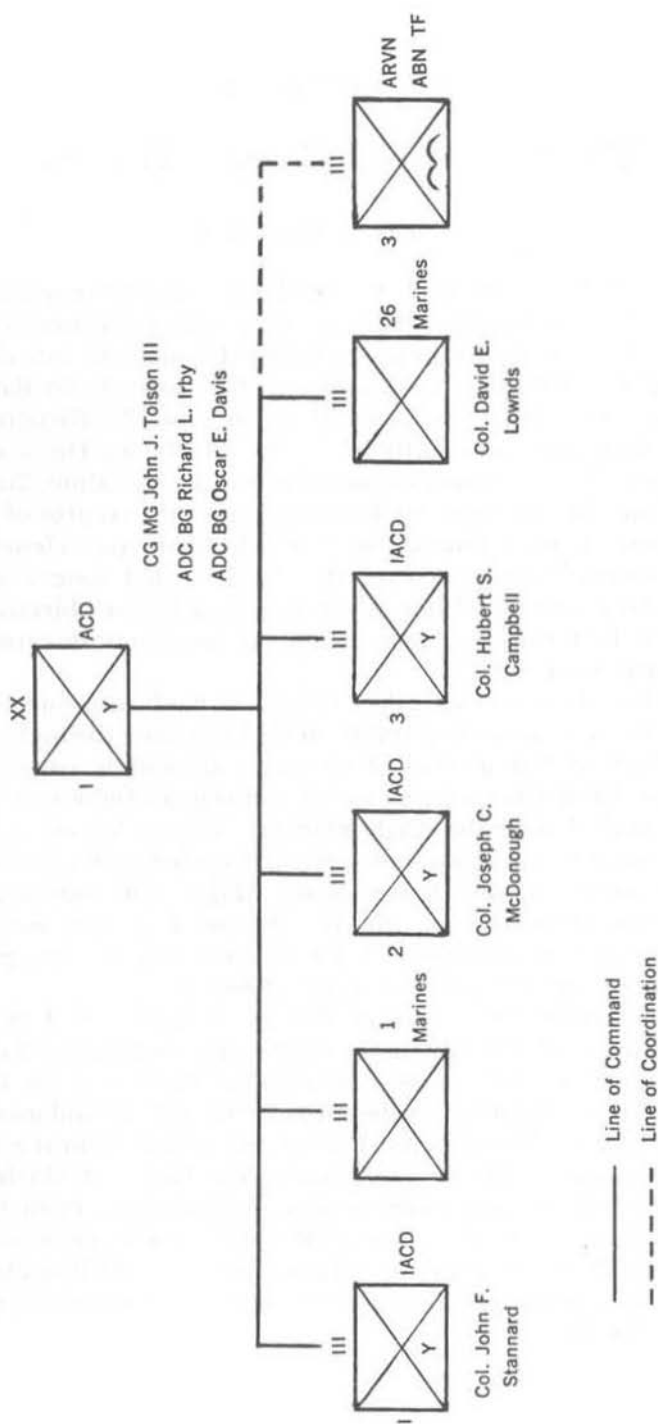 XX
I ACD
Y
CG MG John J. Tolson III
ADC BG Richard L. Irby
ADC BG Oscar E. Davis
III III III III III III
I Y IACD
1
Marines
2 Y IACD
3 Y IACD
26
Marines
3
ARVN
ABN TF
Col. John F.
Stannard
Col. Joseph C.
McDonough
Col. Hubert S.
Campbell
Col. David E.
Lownds
Line of Command
Line of Coordination